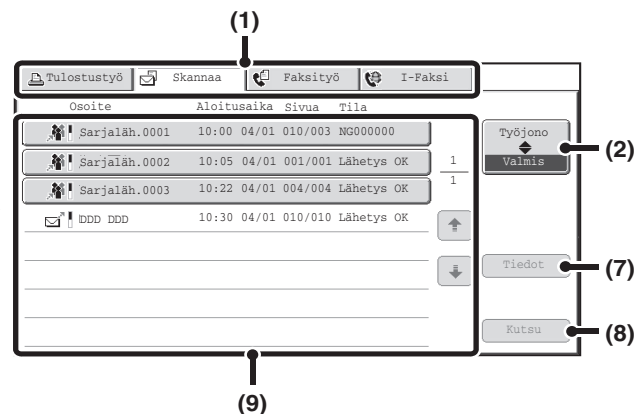 (1)
Tulostustyö Skannaa Faksityö I-Faksi
Osoite Aloitusaika Sivua Tila
Sarjaläh.0001 10:00 04/01 010/003 NG000000
Sarjaläh.0002 10:05 04/01 001/001 Lähetys OK
Sarjaläh.0003 10:22 04/01 004/004 Lähetys OK
DDD DDD 10:30 04/01 010/010 Lähetys OK
1
1
Työjono
Valmis
(2)
Tiedot
(7)
Kutsu
(8)
(9)